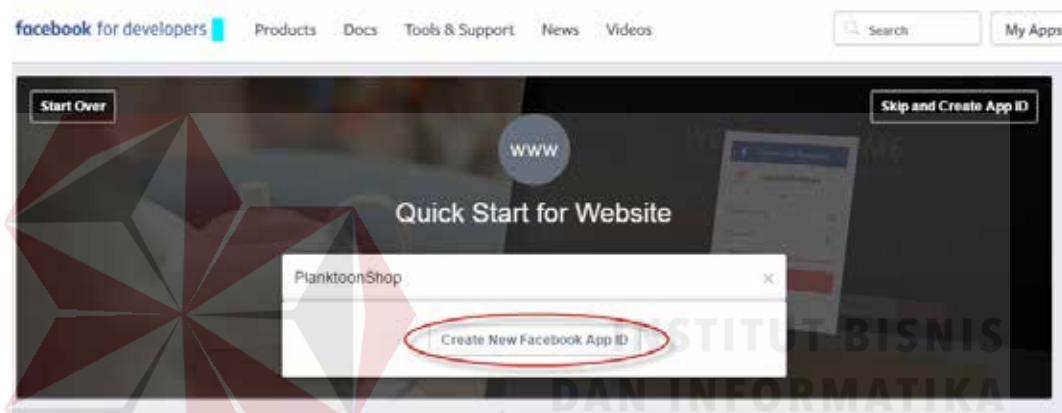 facebook for developers Products Docs Tools & Support News Videos Search My Apps
Start Over Skip and Create App ID
www
Quick Start for Website
PlanktoonShop ×
Create New Facebook App ID
INSTITUT BISNIS
DAN INFORMATIKA